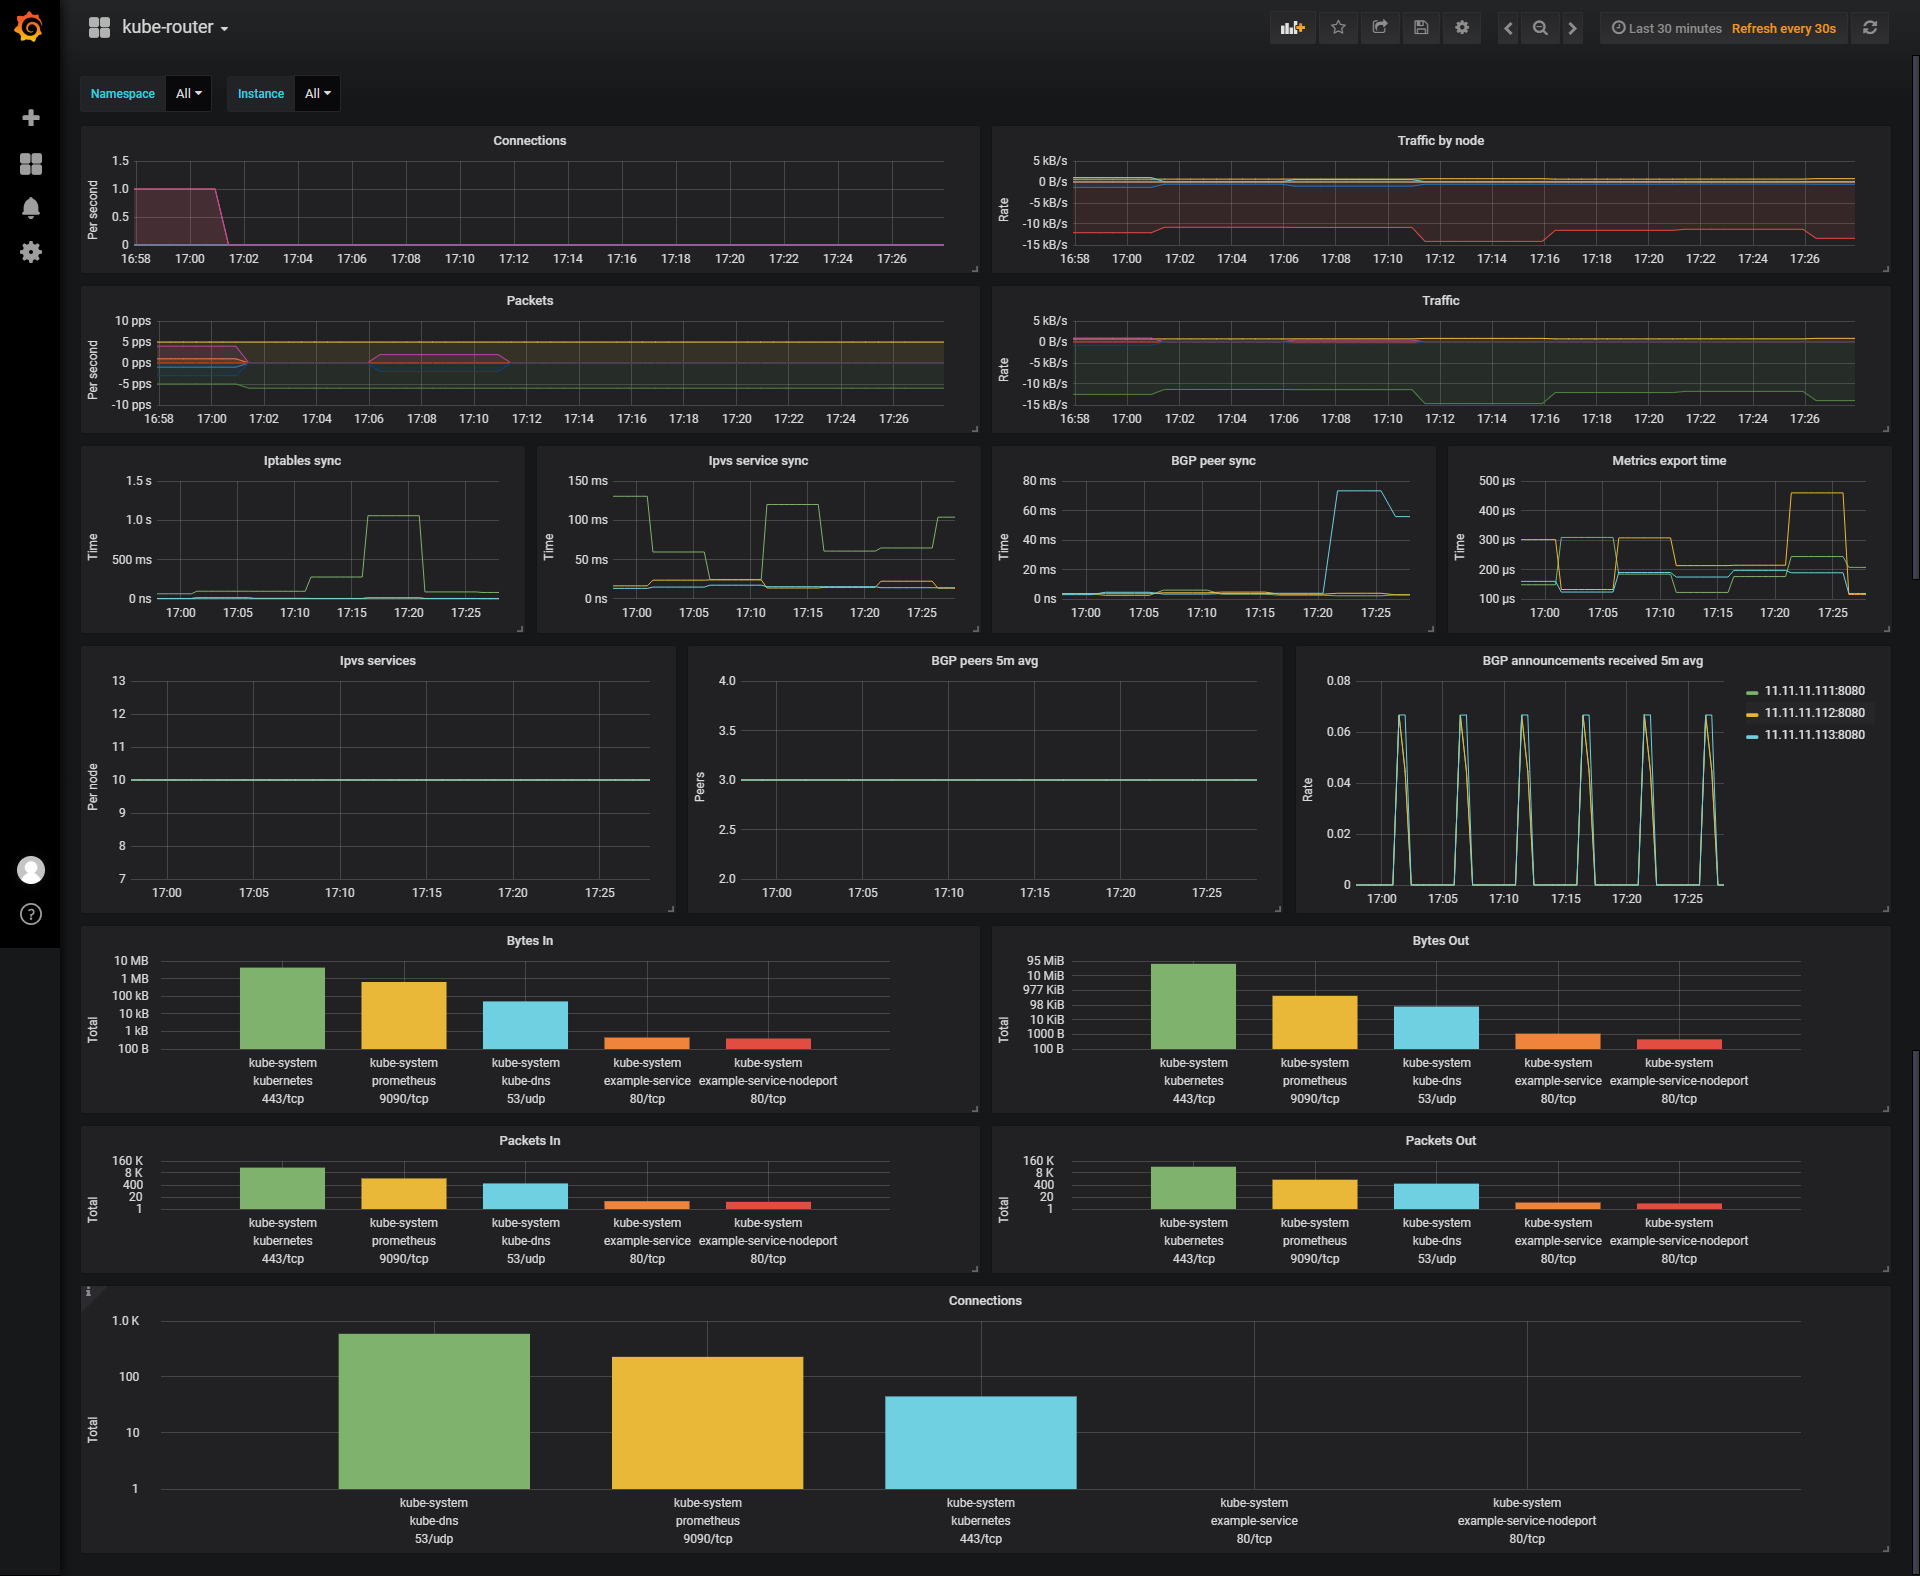 kube-router
Last 30 minutes Refresh every 30s
Namespace All Instance All
Connections
Per second
1.5
1.0
0.5
0
16:58 17:00 17:02 17:04 17:06 17:08 17:10 17:12 17:14 17:16 17:18 17:20 17:22 17:24 17:26
Traffic by node
Rate
5 kB/s
0 B/s
-5 kB/s
-10 kB/s
-15 kB/s
16:58 17:00 17:02 17:04 17:06 17:08 17:10 17:12 17:14 17:16 17:18 17:20 17:22 17:24 17:26
Packets
Per second
10 pps
5 pps
0 pps
-5 pps
-10 pps
16:58 17:00 17:02 17:04 17:06 17:08 17:10 17:12 17:14 17:16 17:18 17:20 17:22 17:24 17:26
Traffic
Rate
5 kB/s
0 B/s
-5 kB/s
-10 kB/s
-15 kB/s
16:58 17:00 17:02 17:04 17:06 17:08 17:10 17:12 17:14 17:16 17:18 17:20 17:22 17:24 17:26
Iptables sync
Time
1.5 s
1.0 s
500 ms
0 ns
17:00 17:05 17:10 17:15 17:20 17:25
Ipvs service sync
Time
150 ms
100 ms
50 ms
0 ns
17:00 17:05 17:10 17:15 17:20 17:25
BGP peer sync
Time
80 ms
60 ms
40 ms
20 ms
0 ns
17:00 17:05 17:10 17:15 17:20 17:25
Metrics export time
Time
500 µs
400 µs
300 µs
200 µs
100 µs
17:00 17:05 17:10 17:15 17:20 17:25
Ipvs services
Per node
13
12
11
10
9
8
7
17:00 17:05 17:10 17:15 17:20 17:25
BGP peers 5m avg
Peers
4.0
3.5
3.0
2.5
2.0
17:00 17:05 17:10 17:15 17:20 17:25
BGP announcements received 5m avg
Rate
0.08
0.06
0.04
0.02
0
17:00 17:05 17:10 17:15 17:20 17:25
11.11.11.111:8080
11.11.11.112:8080
11.11.11.113:8080
Bytes In
Total
10 MB
1 MB
100 kB
10 kB
1 kB
100 B
kube-system kube-system kube-system kube-system kube-system
kubernetes prometheus kube-dns example-service example-service-nodeport
443/tcp 9090/tcp 53/udp 80/tcp 80/tcp
Bytes Out
Total
95 MiB
10 MiB
977 KiB
98 KiB
10 KiB
1000 B
100 B
kube-system kube-system kube-system kube-system kube-system
kubernetes prometheus kube-dns example-service example-service-nodeport
443/tcp 9090/tcp 53/udp 80/tcp 80/tcp
Packets In
Total
160 K
8 K
400
20
1
kube-system kube-system kube-system kube-system kube-system
kubernetes prometheus kube-dns example-service example-service-nodeport
443/tcp 9090/tcp 53/udp 80/tcp 80/tcp
Packets Out
Total
160 K
8 K
400
20
1
kube-system kube-system kube-system kube-system kube-system
kubernetes prometheus kube-dns example-service example-service-nodeport
443/tcp 9090/tcp 53/udp 80/tcp 80/tcp
i
Connections
Total
1.0 K
100
10
1
kube-system kube-system kube-system kube-system kube-system
kube-dns prometheus kubernetes example-service example-service-nodeport
53/udp 9090/tcp 443/tcp 80/tcp 80/tcp